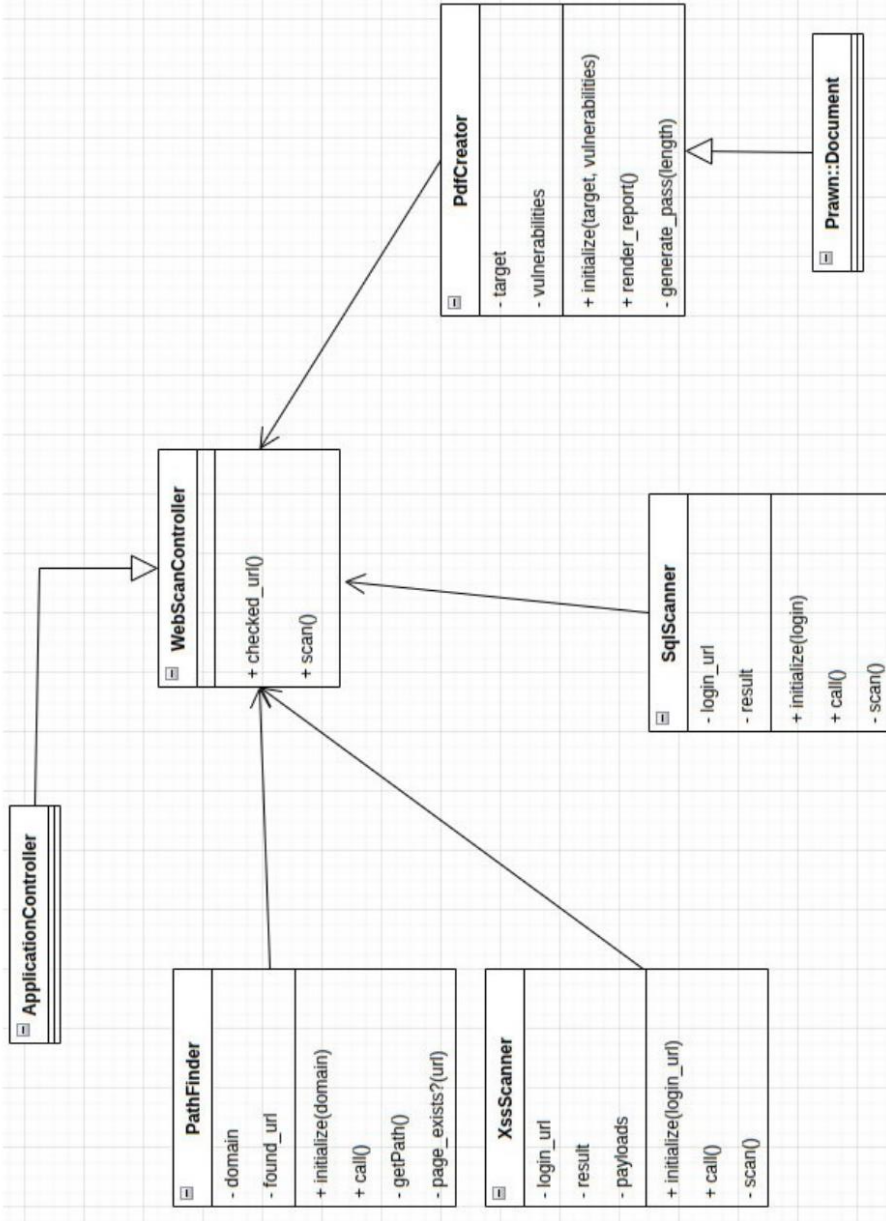 ApplicationController
PathFinder
- domain
- found_url
+ initialize(domain)
+ call()
- getPath()
- page_exists?(url)
XssScanner
- login_url
- result
- payloads
+ initialize(login_url)
+ call()
- scan()
WebScanController
+ checked_url()
+ scan()
SqlScanner
- login_url
- result
+ initialize(login)
+ call()
- scan()
PdfCreator
- target
- vulnerabilities
+ initialize(target, vulnerabilities)
+ render_report()
- generate_pass(length)
Prawn::Document